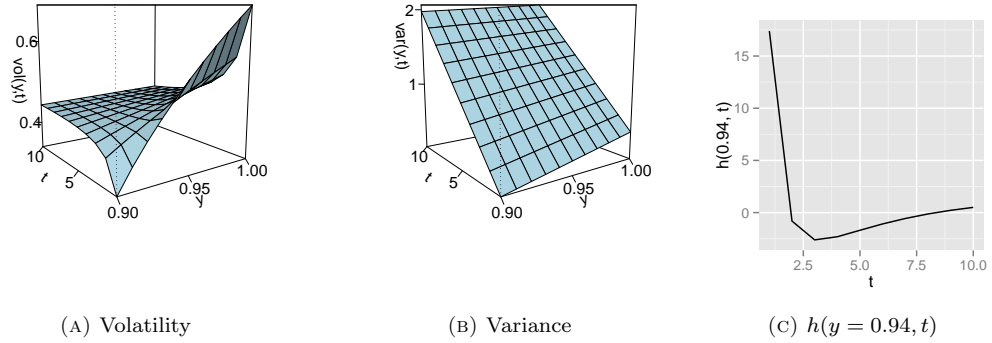 0.6
0.4
vol(y,t)
10
5
t
0.90
0.95
1.00
y
(A) Volatility
2
1
var(y,t)
10
5
t
0.90
0.95
1.00
y
(B) Variance
15
10
5
0
h(0.94, t)
2.5 5.0 7.5 10.0
t
(C) h(y = 0.94, t)